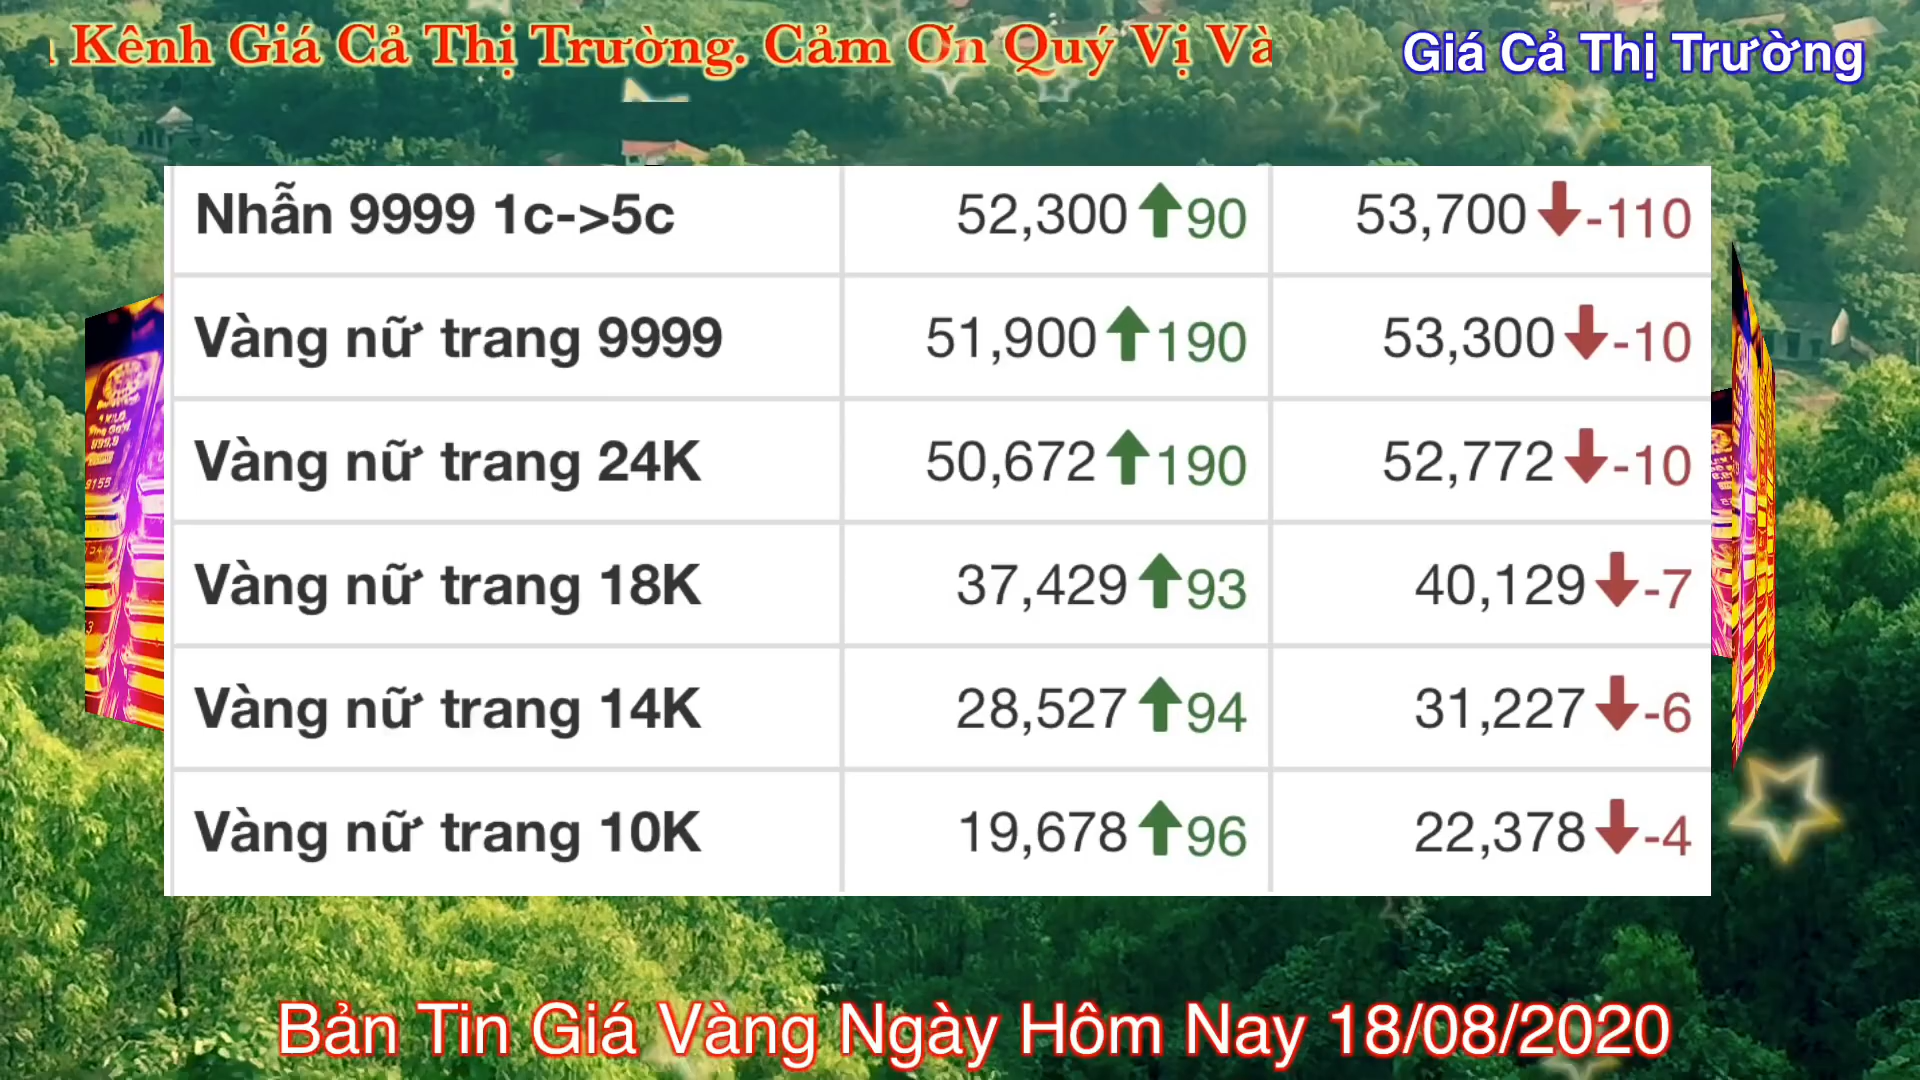 Kênh Giá Cả Thị Trường. Cảm Ơn Quý Vị Và
Giá Cả Thị Trường
Nhẫn 9999 1c->5c 52,300 90 53,700 -110
Vàng nữ trang 9999 51,900 190 53,300 -10
Vàng nữ trang 24K 50,672 190 52,772 -10
Vàng nữ trang 18K 37,429 93 40,129 -7
Vàng nữ trang 14K 28,527 94 31,227 -6
Vàng nữ trang 10K 19,678 96 22,378 -4
Bản Tin Giá Vàng Ngày Hôm Nay 18/08/2020